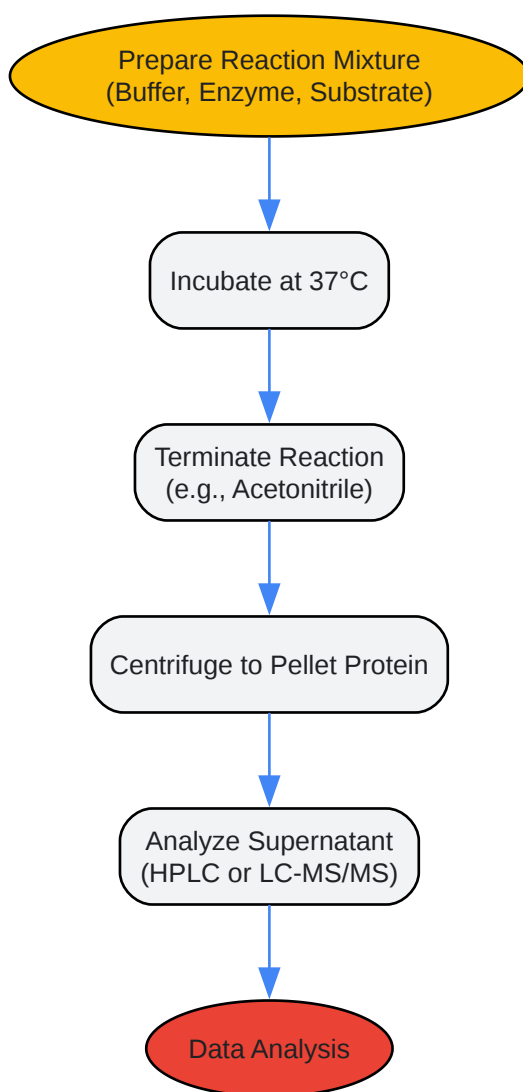 Prepare Reaction Mixture
(Buffer, Enzyme, Substrate)
Incubate at 37°C
Terminate Reaction
(e.g., Acetonitrile)
Centrifuge to Pellet Protein
Analyze Supernatant
(HPLC or LC-MS/MS)
Data Analysis